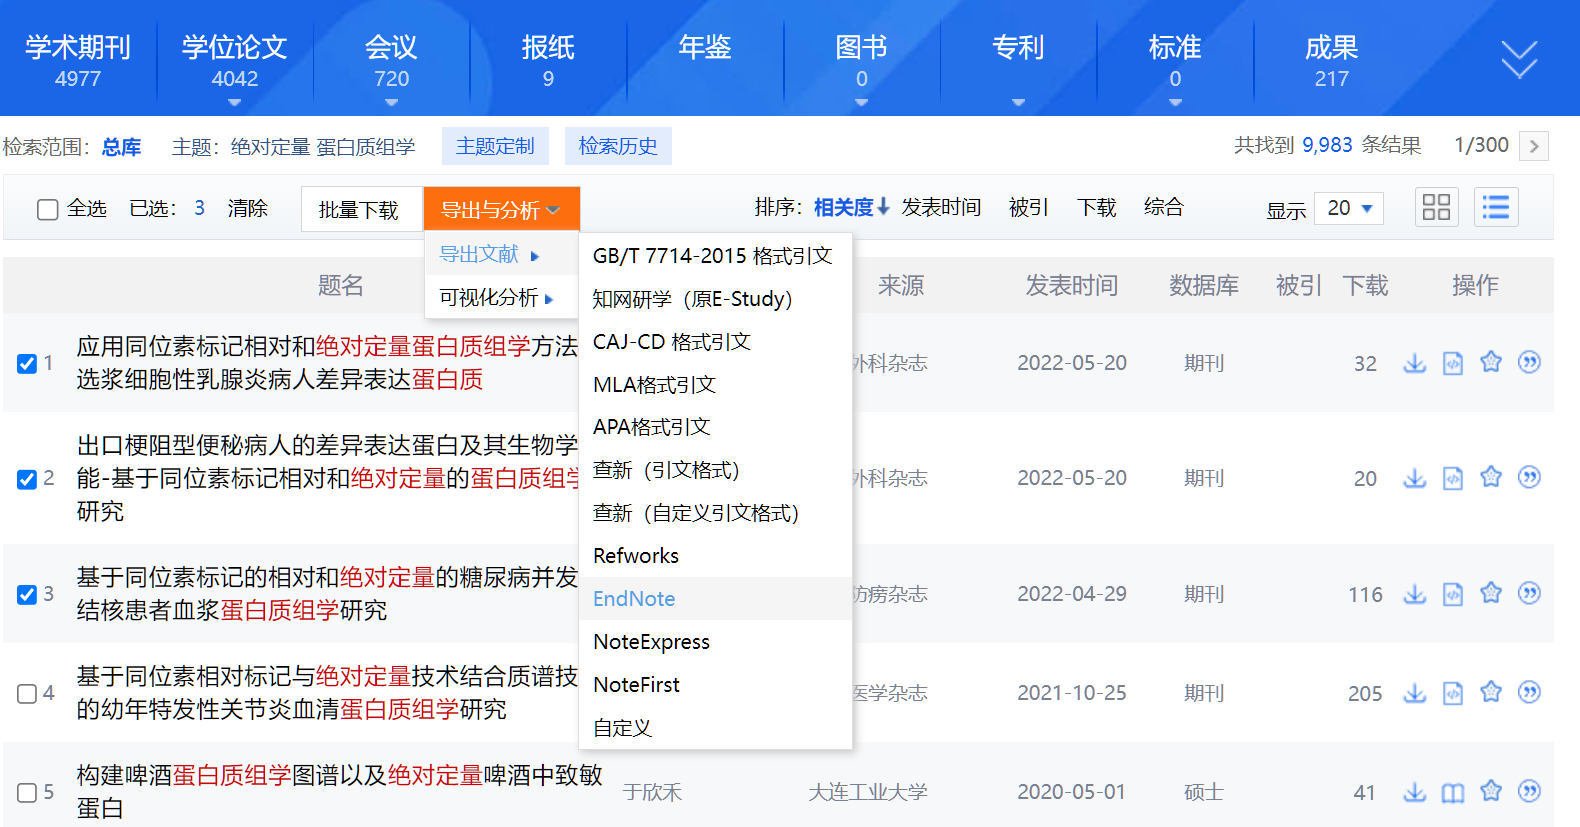 学术期刊 学位论文 会议 报纸 年鉴 图书 专利 标准 成果
4977 4042 720 9 0 0 217
检索范围: 总库 主题: 绝对定量 蛋白质组学 主题定制 检索历史 共找到 9,983 条结果 1/300 >
全选 已选: 3 清除 批量下载 导出与分析 排序: 相关度 发表时间 被引 下载 综合 显示 20
导出文献
可视化分析
GB/T 7714-2015 格式引文
知网研学（原E-Study）
CAJ-CD 格式引文
MLA格式引文
APA格式引文
查新（引文格式）
查新（自定义引文格式）
Refworks
EndNote
NoteExpress
NoteFirst
自定义
题名 来源 发表时间 数据库 被引 下载 操作
1 应用同位素标记相对和绝对定量蛋白质组学方法 外科杂志 2022-05-20 期刊 32
选浆细胞性乳腺炎病人差异表达蛋白质
出口梗阻型便秘病人的差异表达蛋白及其生物学
2 能-基于同位素标记相对和绝对定量的蛋白质组学 外科杂志 2022-05-20 期刊 20
研究
3 基于同位素标记的相对和绝对定量的糖尿病并发 防痨杂志 2022-04-29 期刊 116
结核患者血浆蛋白质组学研究
4 基于同位素相对标记与绝对定量技术结合质谱技 医学杂志 2021-10-25 期刊 205
的幼年特发性关节炎血清蛋白质组学研究
5 构建啤酒蛋白质组学图谱以及绝对定量啤酒中致敏 于欣禾 大连工业大学 2020-05-01 硕士 41
蛋白